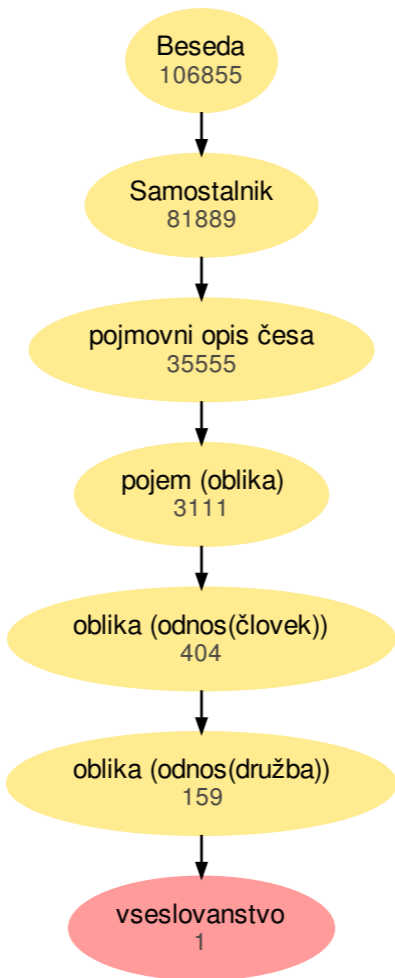 Beseda
106855
Samostalnik
81889
pojmovni opis česa
35555
pojem (oblika)
3111
oblika (odnos(človek))
404
oblika (odnos(družba))
159
vseslovanstvo
1